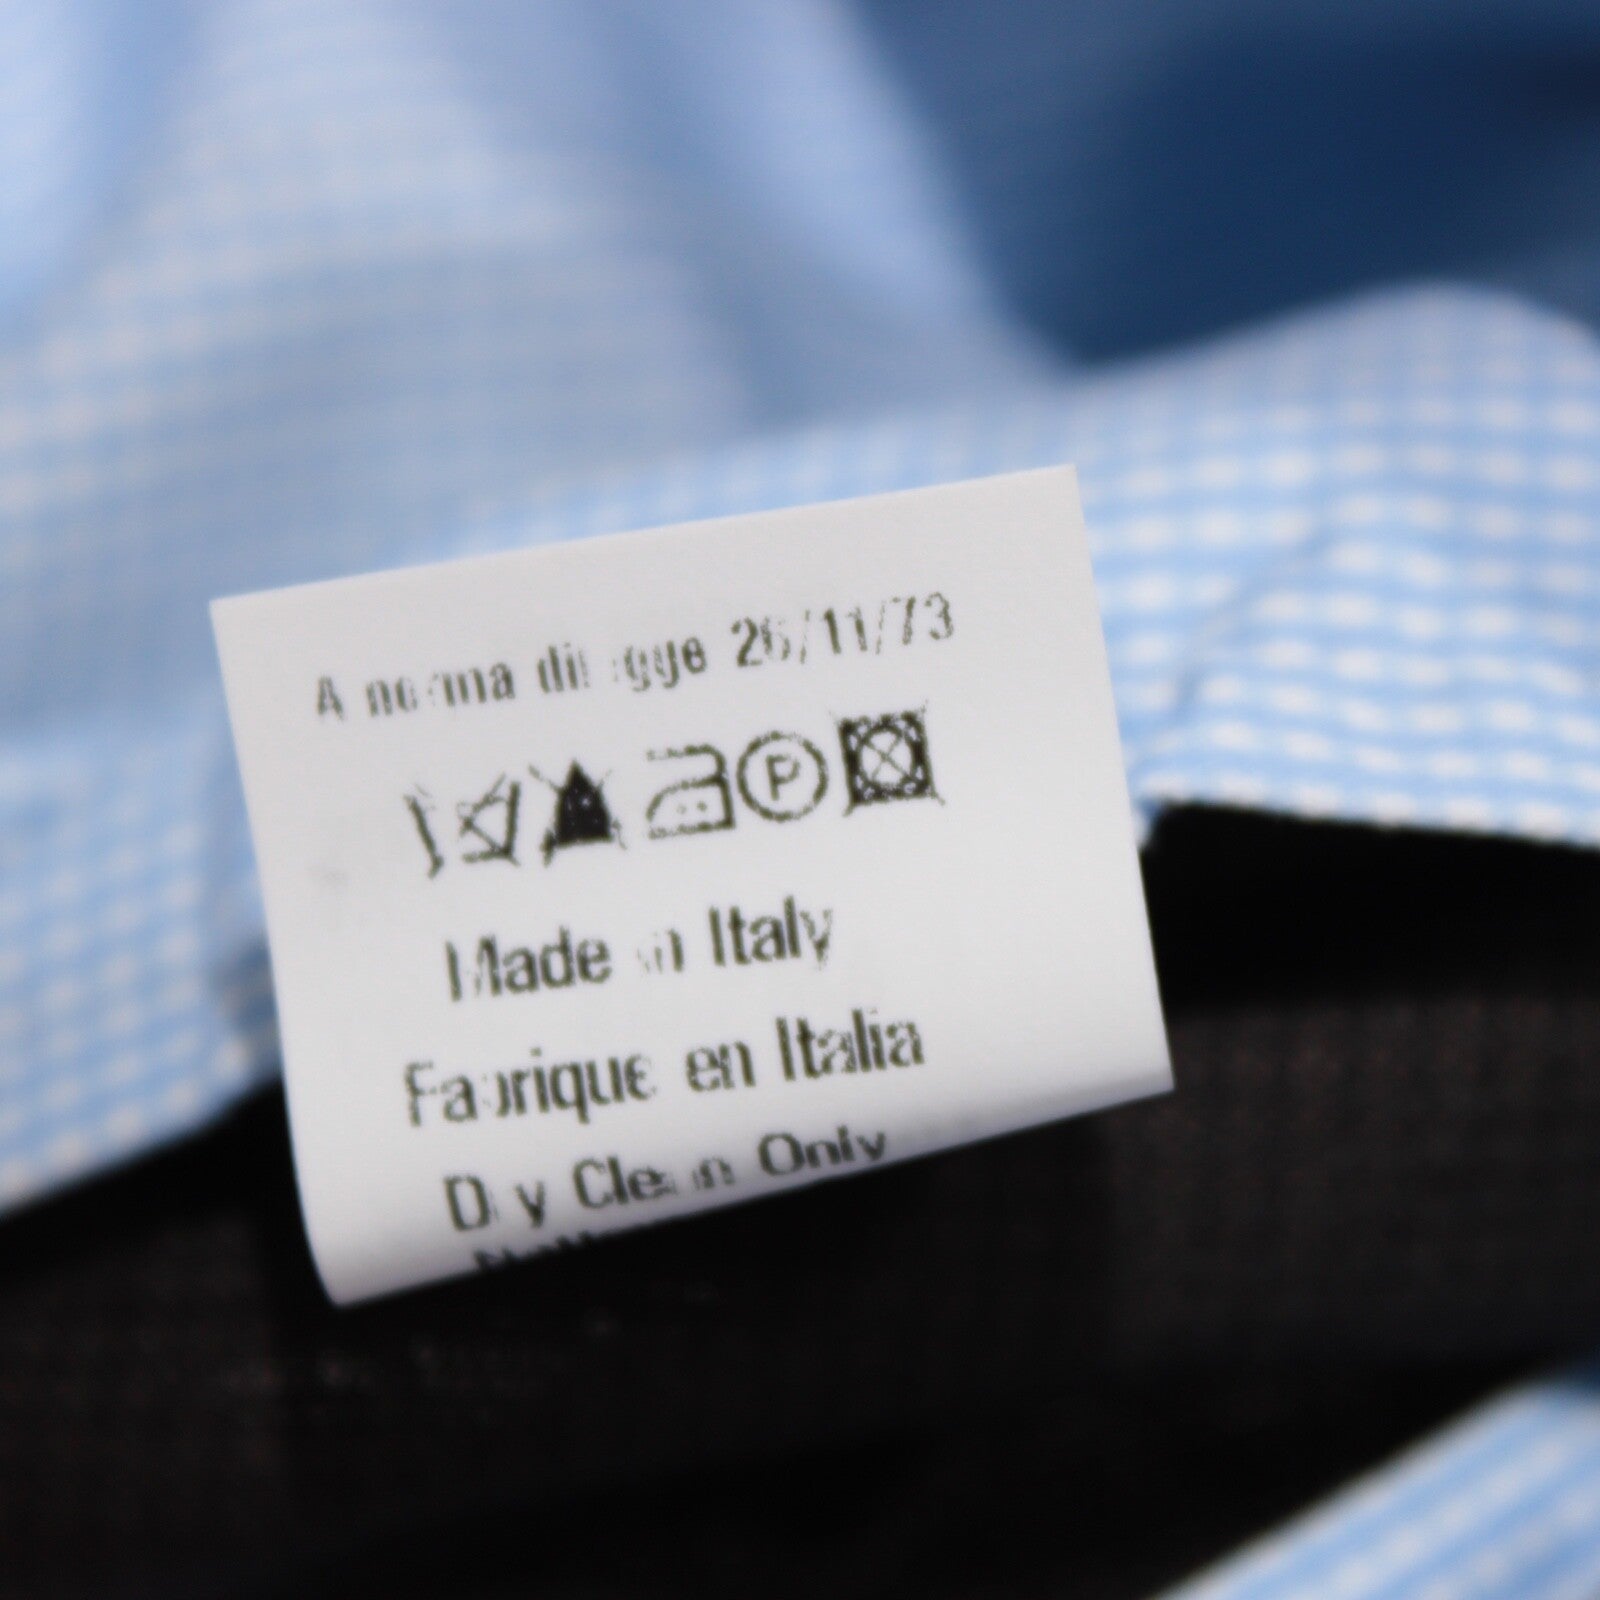 A norma di legge 26/11/73
P
Made in Italy
Fabrique en Italia
Dry Clean Only